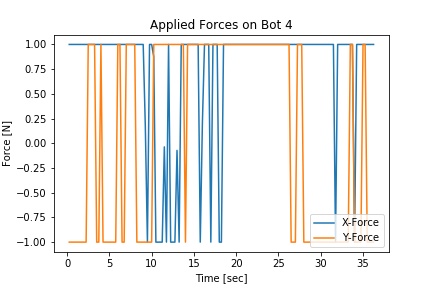 Applied Forces on Bot 4
Force [N]
1.00
0.75
0.50
0.25
0.00
−0.25
−0.50
−0.75
−1.00
X-Force
Y-Force
0 5 10 15 20 25 30 35
Time [sec]